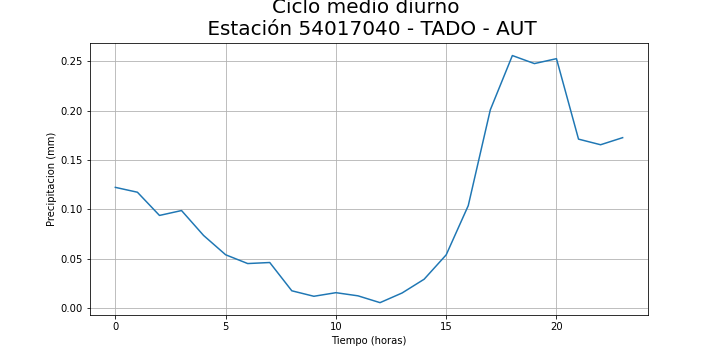 Ciclo medio diurno
Estación 54017040 - TADO - AUT
0.25
0.20
0.15
0.10
0.05
0.00
Precipitacion (mm)
0 5 10 15 20
Tiempo (horas)